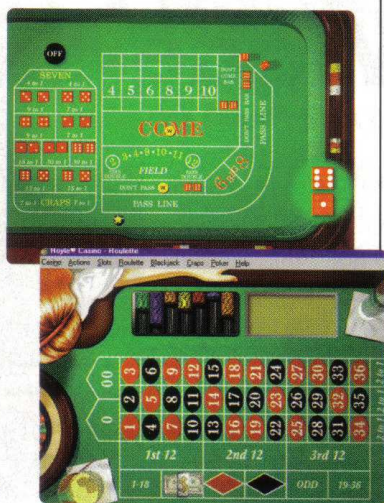 OFF
SEVEN
4 to 1 4 to 1
9 to 1
9 to 1 7 to 1
CRAPS
4 5 6 8 9 10
COME
DON'T
COME
BAR
2 · 3 · 4 · 9 · 10 · 11 · 12
FIELD
DON'T PASS
PASS LINE
DON'T PASS BAR
PASS LINE
Hoyle® Casino - Roulette
Casino Actions Slots Roulette Blackjack Craps Poker Help
00 3 6 9 12 15 18 21 24 27 30 33 36
2 5 8 11 14 17 20 23 26 29 32 35
0 1 4 7 10 13 16 19 22 25 28 31 34
1st 12 2nd 12 3rd 12
1-18 ODD 19-36